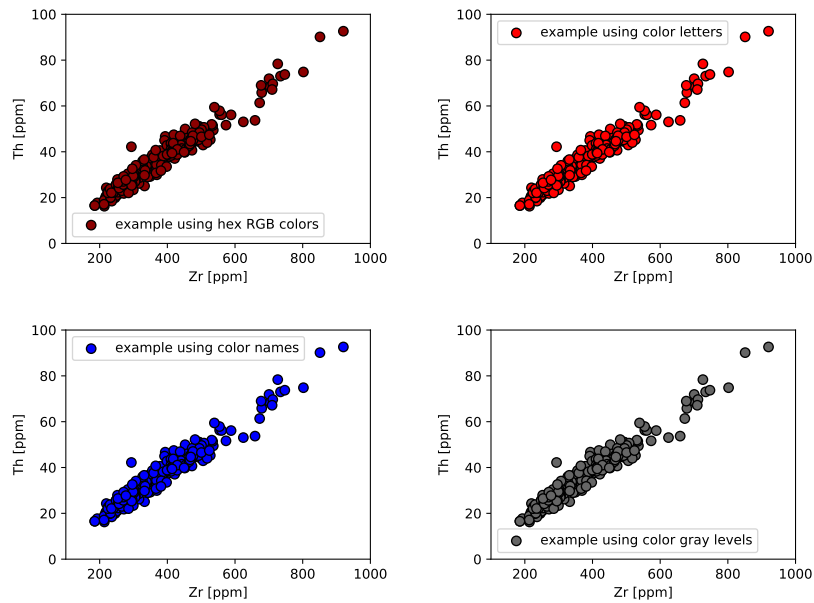 100
80
60
40
20
0
Th [ppm]
example using hex RGB colors
200 400 600 800 1000
Zr [ppm]
100
80
60
40
20
0
Th [ppm]
example using color letters
200 400 600 800 1000
Zr [ppm]
100
80
60
40
20
0
Th [ppm]
example using color names
200 400 600 800 1000
Zr [ppm]
100
80
60
40
20
0
Th [ppm]
example using color gray levels
200 400 600 800 1000
Zr [ppm]